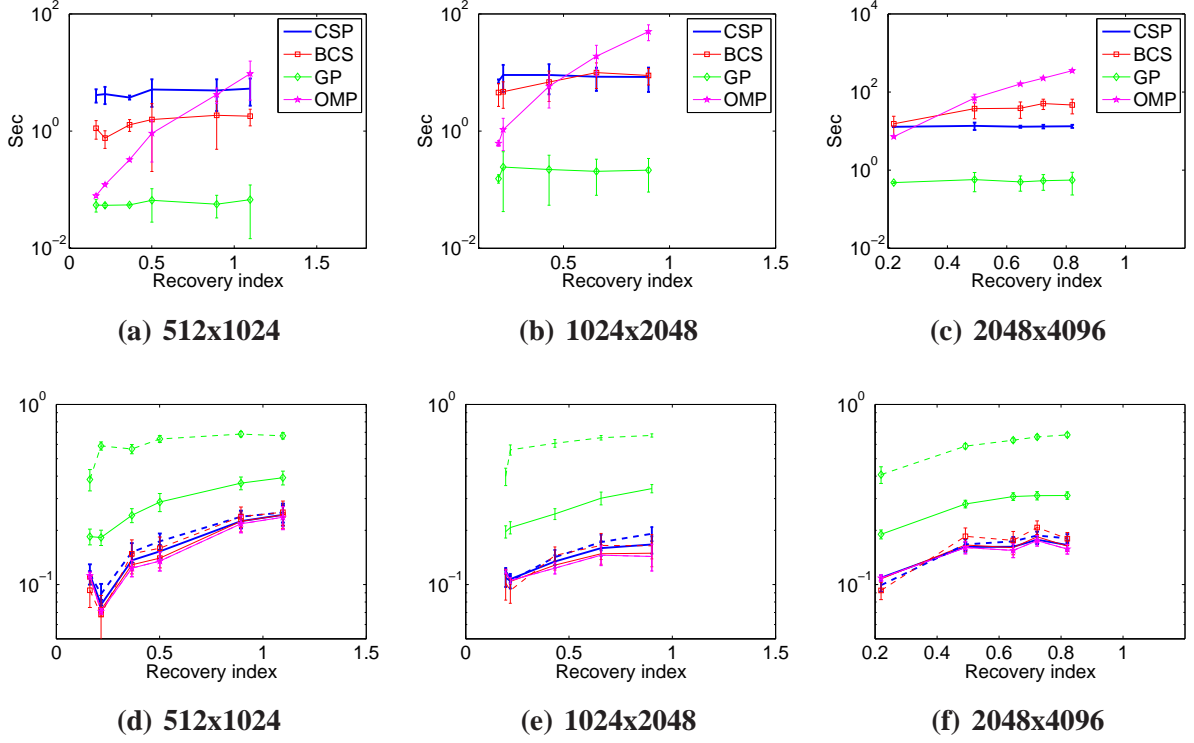 10^2
10^0
10^-2
Sec
0 0.5 1 1.5
Recovery index
CSP
BCS
GP
OMP
(a) 512x1024
10^2
10^0
10^-2
Sec
0 0.5 1 1.5
Recovery index
CSP
BCS
GP
OMP
(b) 1024x2048
10^4
10^2
10^0
10^-2
Sec
0.2 0.4 0.6 0.8 1
Recovery index
CSP
BCS
GP
OMP
(c) 2048x4096
10^0
10^-1
0 0.5 1 1.5
Recovery index
(d) 512x1024
10^0
10^-1
0 0.5 1 1.5
Recovery index
(e) 1024x2048
10^0
10^-1
0.2 0.4 0.6 0.8 1
Recovery index
(f) 2048x4096